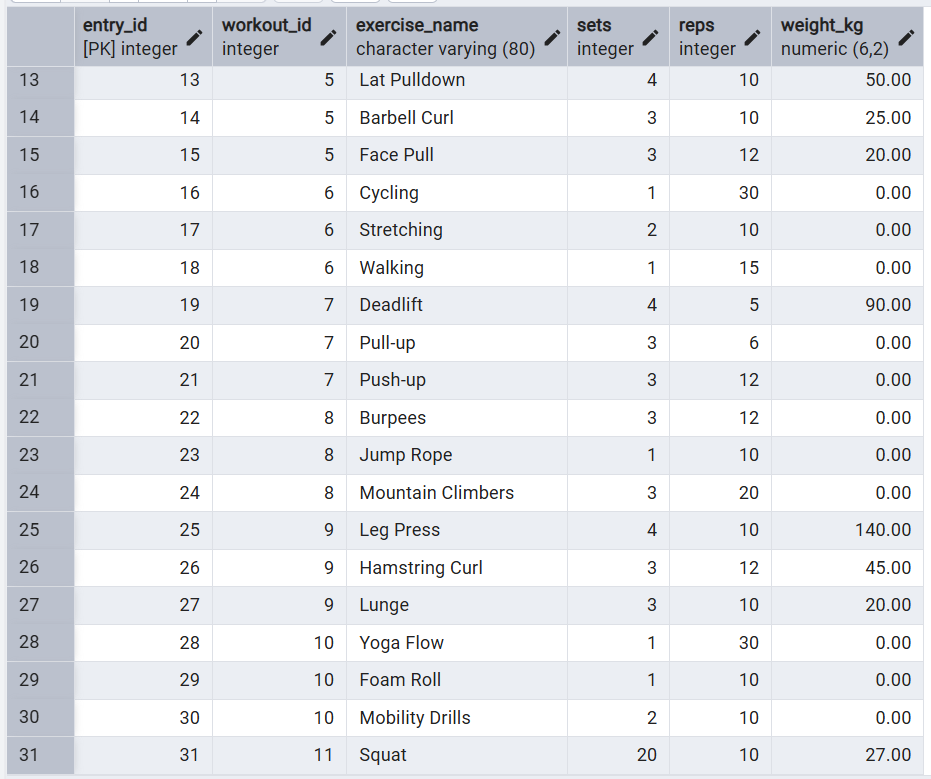 entry_id workout_id exercise_name sets reps weight_kg
[PK] integer integer character varying (80) integer integer numeric (6,2)
13 13 5 Lat Pulldown 4 10 50.00
14 14 5 Barbell Curl 3 10 25.00
15 15 5 Face Pull 3 12 20.00
16 16 6 Cycling 1 30 0.00
17 17 6 Stretching 2 10 0.00
18 18 6 Walking 1 15 0.00
19 19 7 Deadlift 4 5 90.00
20 20 7 Pull-up 3 6 0.00
21 21 7 Push-up 3 12 0.00
22 22 8 Burpees 3 12 0.00
23 23 8 Jump Rope 1 10 0.00
24 24 8 Mountain Climbers 3 20 0.00
25 25 9 Leg Press 4 10 140.00
26 26 9 Hamstring Curl 3 12 45.00
27 27 9 Lunge 3 10 20.00
28 28 10 Yoga Flow 1 30 0.00
29 29 10 Foam Roll 1 10 0.00
30 30 10 Mobility Drills 2 10 0.00
31 31 11 Squat 20 10 27.00